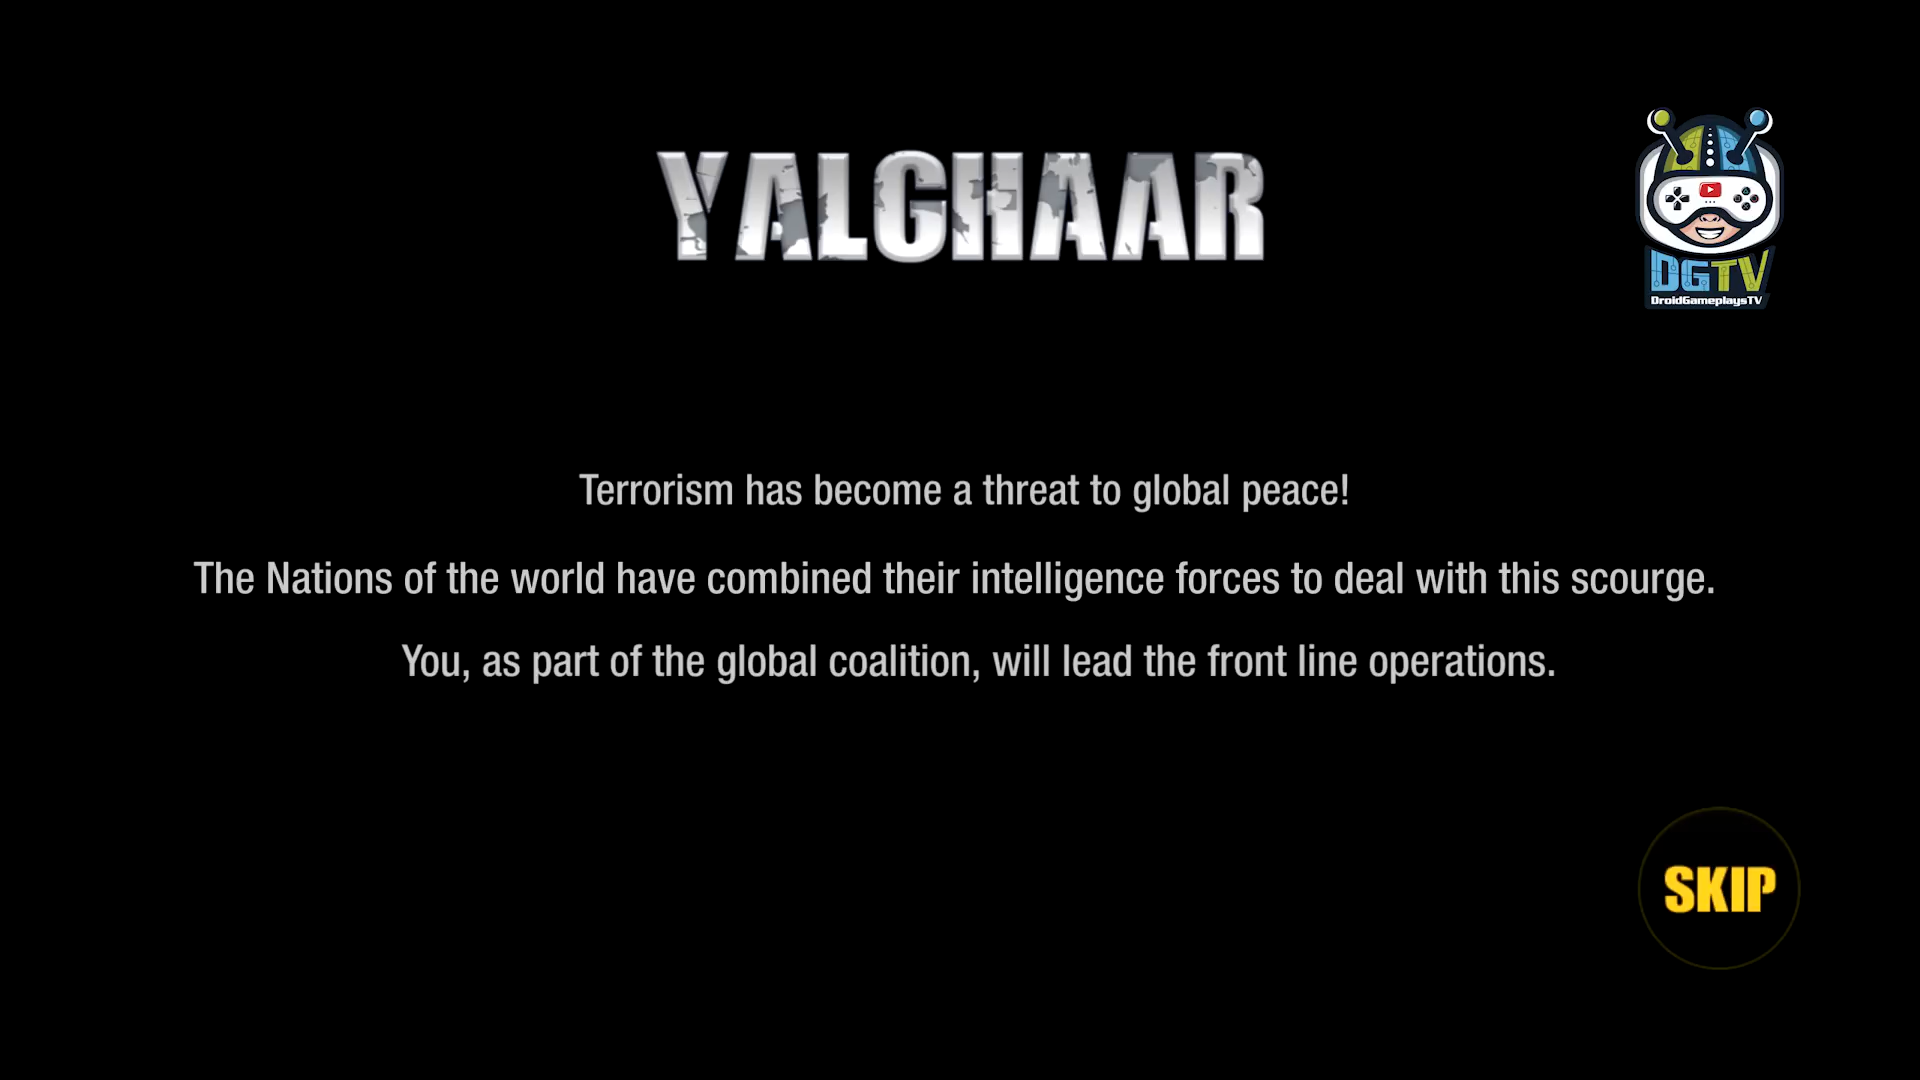 YALGHAAR
DGTV
DroidGameplaysTV
Terrorism has become a threat to global peace!
The Nations of the world have combined their intelligence forces to deal with this scourge.
You, as part of the global coalition, will lead the front line operations.
SKIP